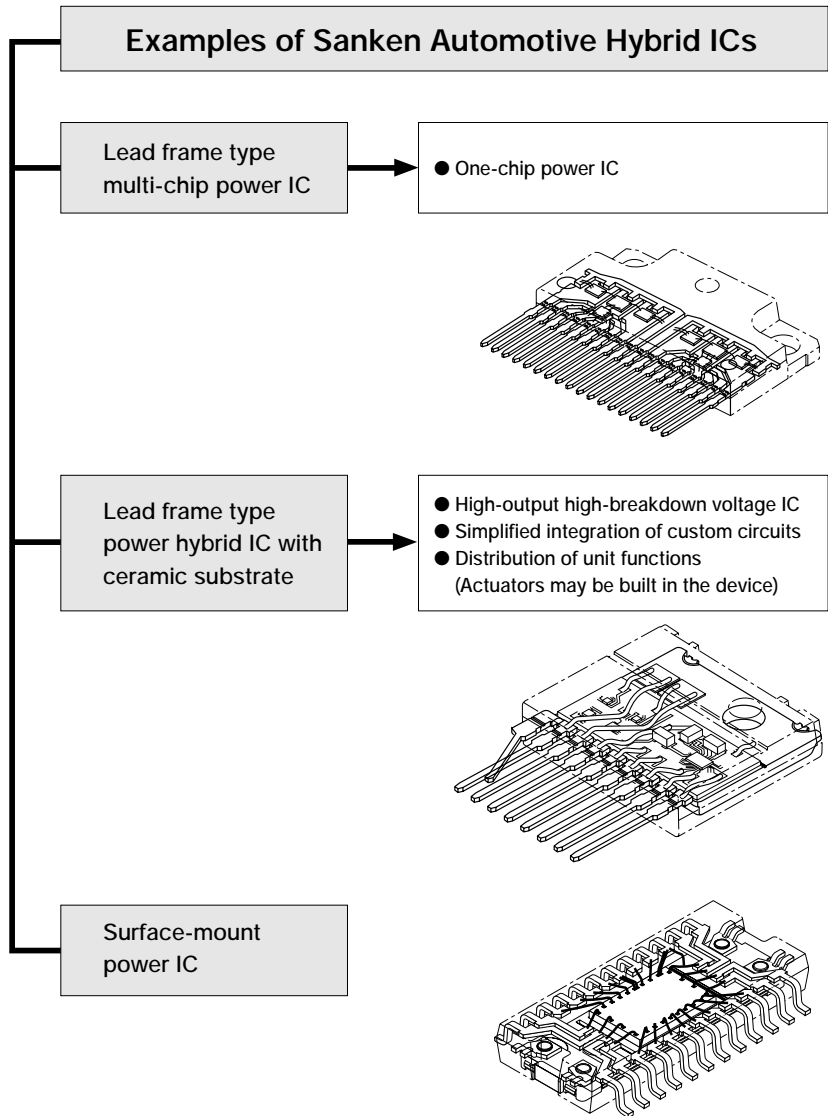 Examples of Sanken Automotive Hybrid ICs
Lead frame type
multi-chip power IC
● One-chip power IC
Lead frame type
power hybrid IC with
ceramic substrate
● High-output high-breakdown voltage IC
● Simplified integration of custom circuits
● Distribution of unit functions
(Actuators may be built in the device)
Surface-mount
power IC